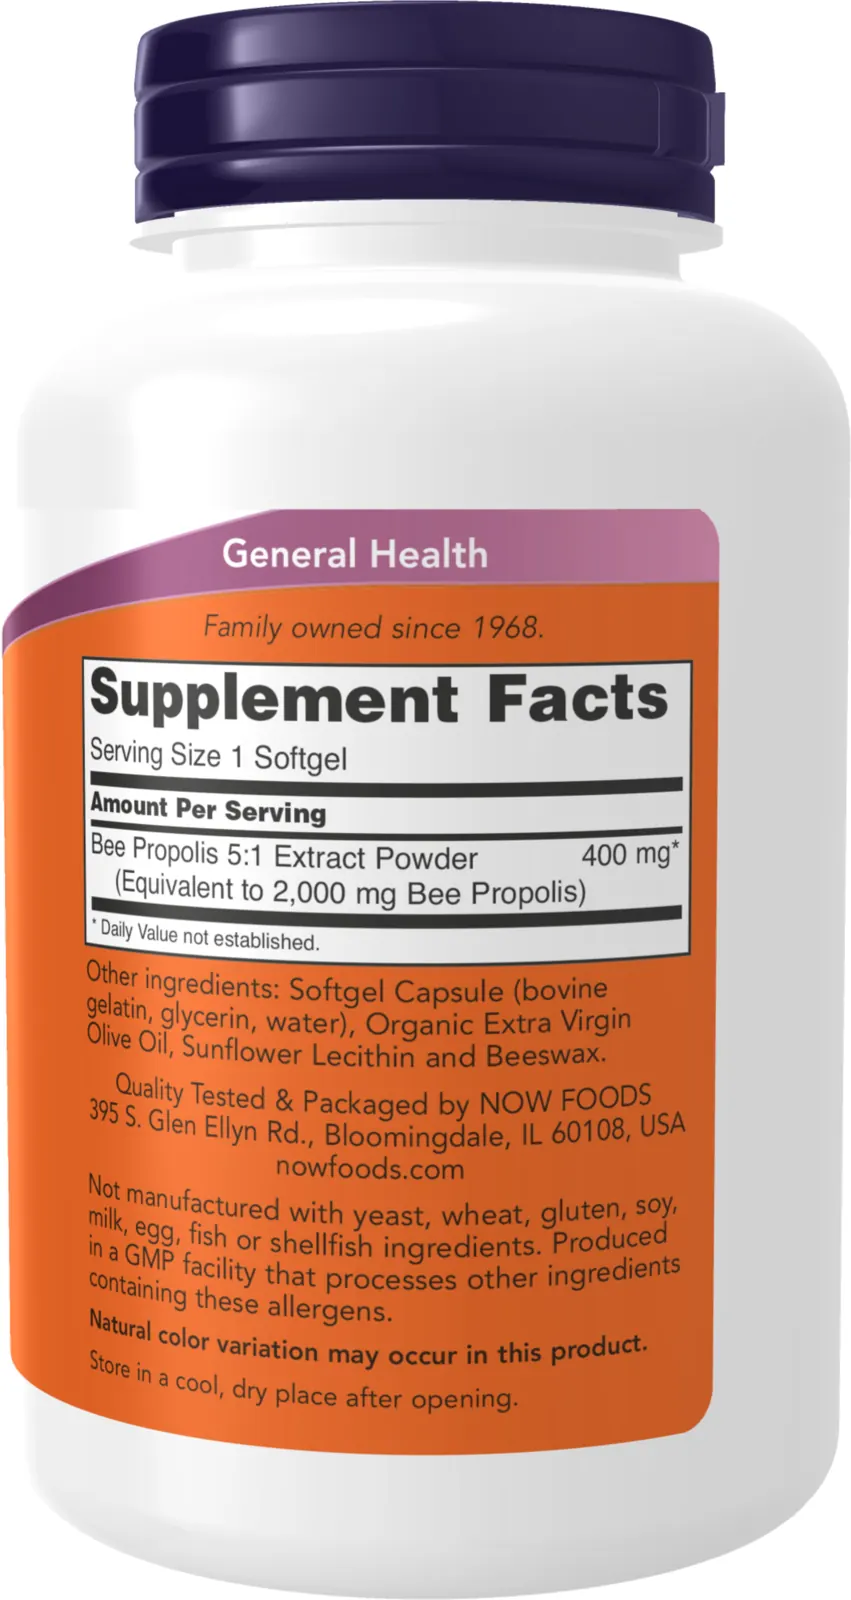 General Health
Family owned since 1968.
Supplement Facts
Serving Size 1 Softgel
Amount Per Serving
Bee Propolis 5:1 Extract Powder 400 mg*
(Equivalent to 2,000 mg Bee Propolis)
* Daily Value not established.
Other ingredients: Softgel Capsule (bovine
gelatin, glycerin, water), Organic Extra Virgin
Olive Oil, Sunflower Lecithin and Beeswax.
Quality Tested & Packaged by NOW FOODS
395 S. Glen Ellyn Rd., Bloomingdale, IL 60108, USA
nowfoods.com
Not manufactured with yeast, wheat, gluten, soy,
milk, egg, fish or shellfish ingredients. Produced
in a GMP facility that processes other ingredients
containing these allergens.
Natural color variation may occur in this product.
Store in a cool, dry place after opening.